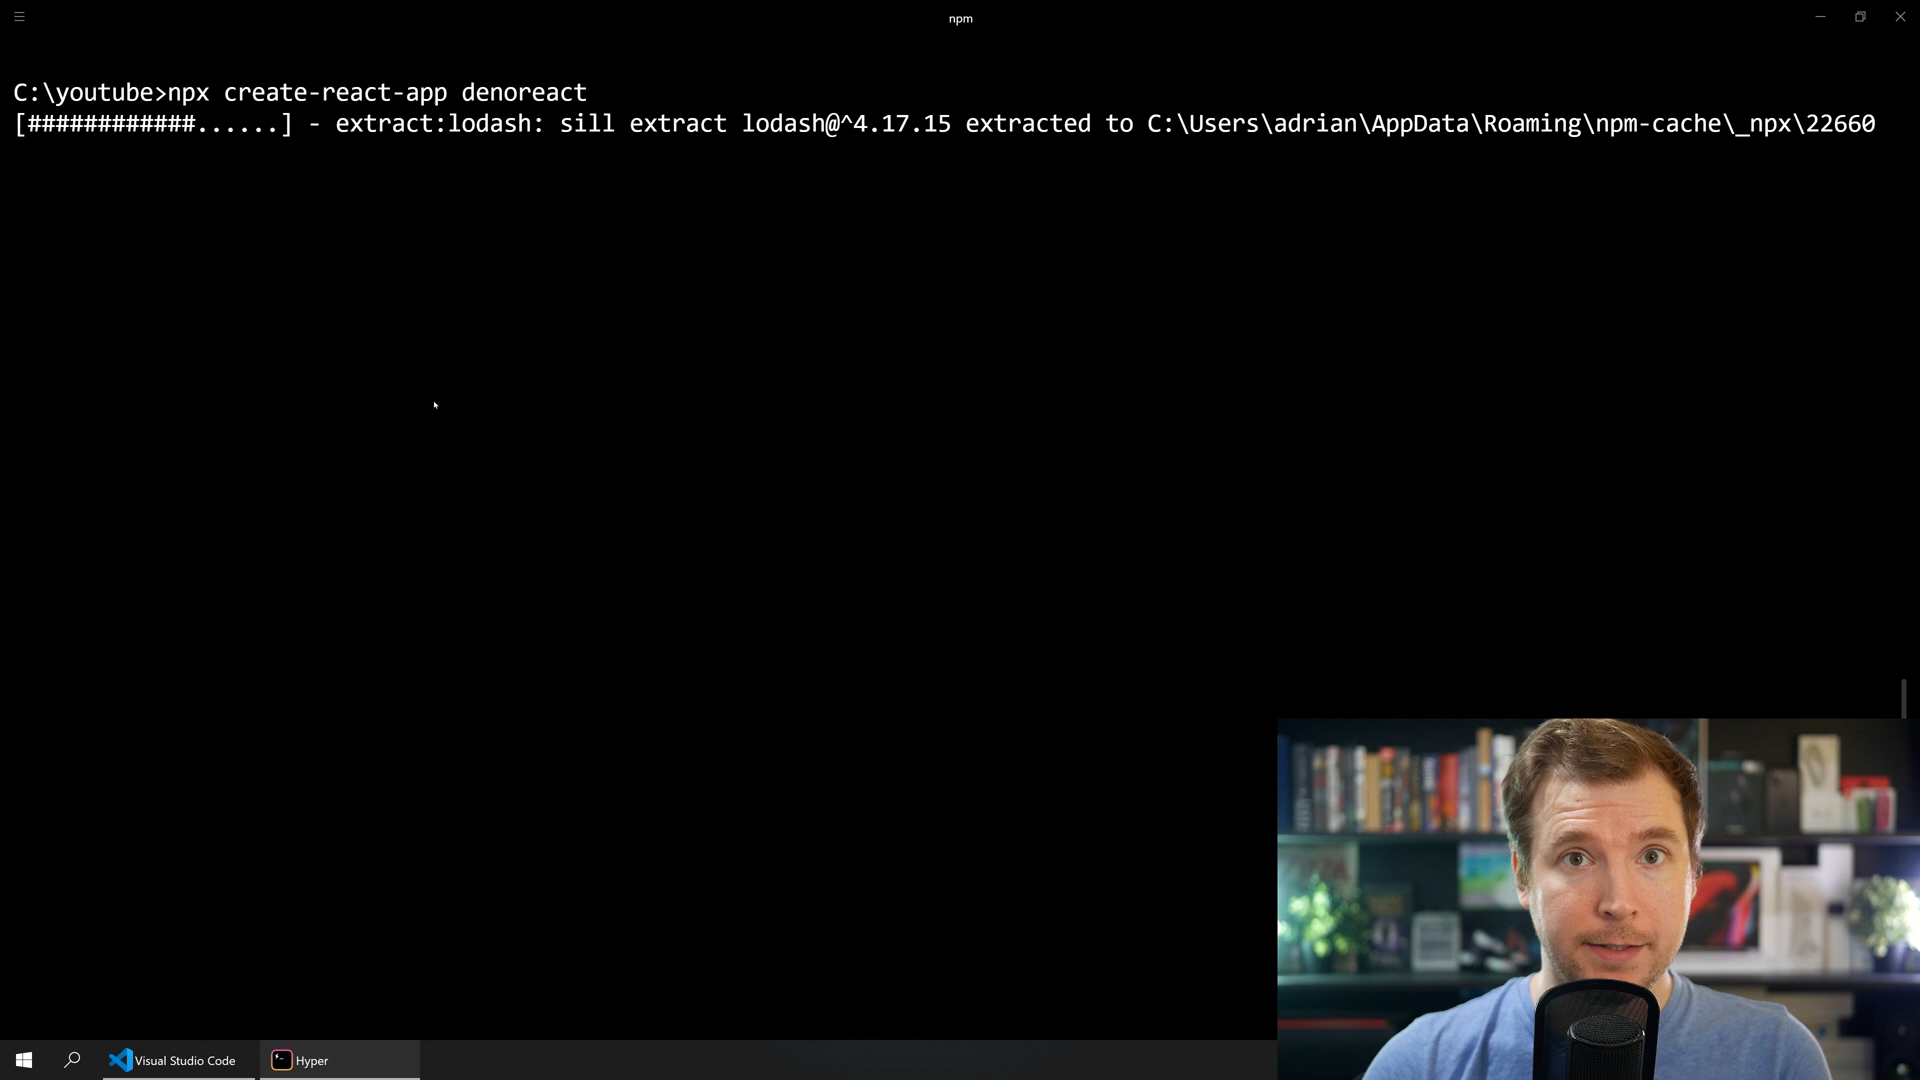 npm
C:\youtube>npx create-react-app denoreact
[############......] - extract:lodash: sill extract lodash@^4.17.15 extracted to C:\Users\adrian\AppData\Roaming\npm-cache\_npx\22660
Visual Studio Code
Hyper